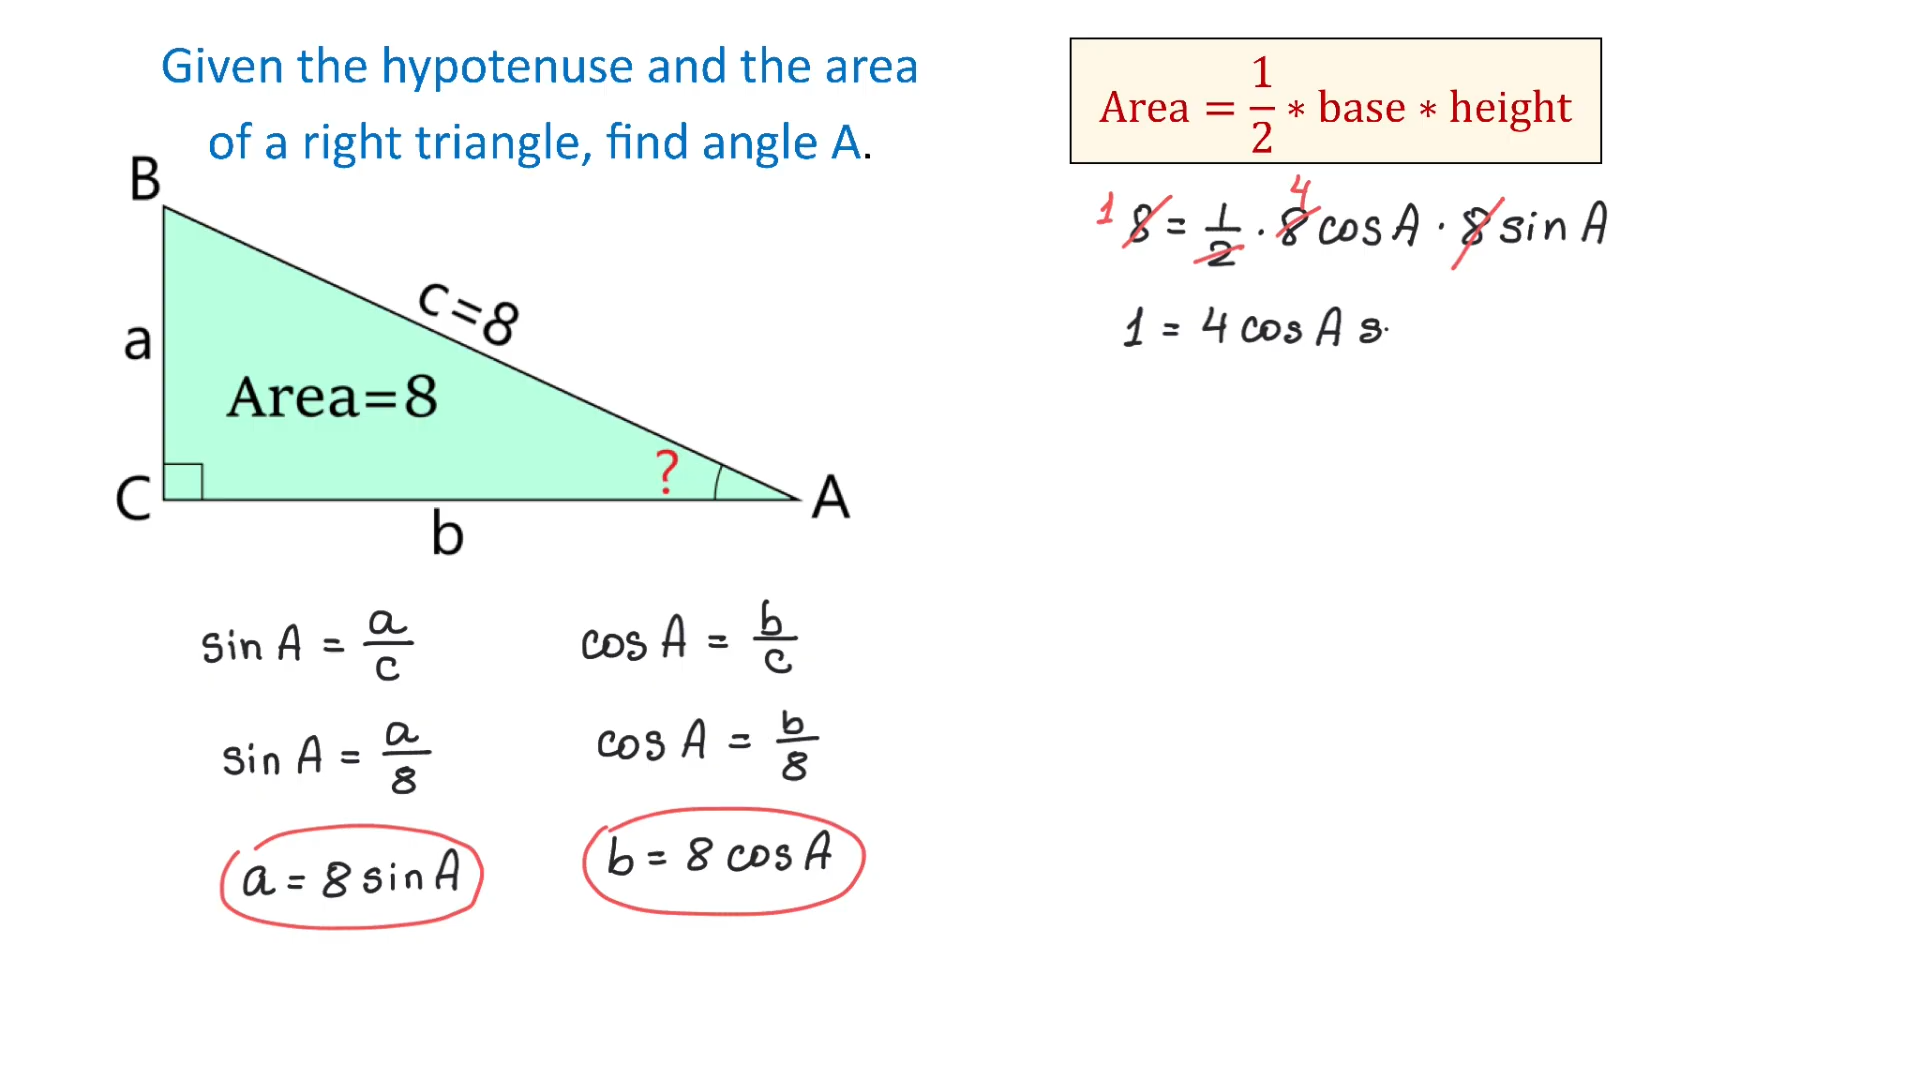 Given the hypotenuse and the area
of a right triangle, find angle A.
B
c=8
a
Area=8
?
C
A
b
sin A = a/c
cos A = b/c
sin A = a/8
cos A = b/8
a = 8 sin A
b = 8 cos A
Area = 1/2 * base * height
1 4
8 = 1/2 · 8 cos A · 8 sin A
1 = 4 cos A s